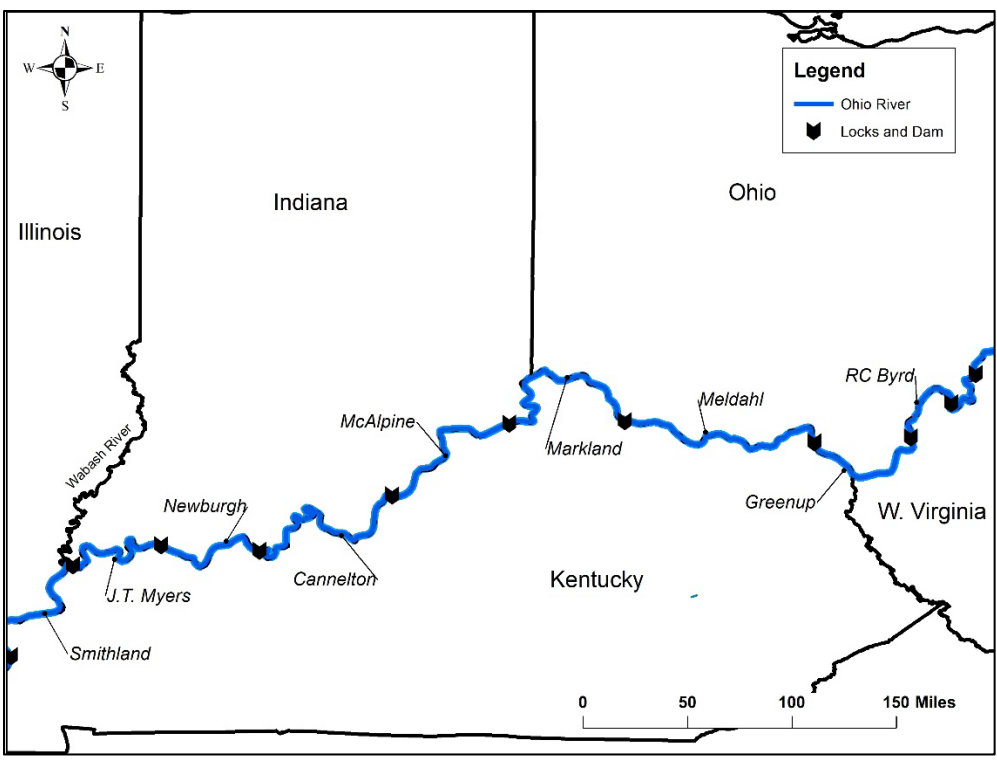 N
W E
S
Legend
Ohio River
Locks and Dam
Ohio
Indiana
Illinois
RC Byrd
Meldahl
McAlpine
Markland
Wabash River
Greenup
Newburgh
W. Virginia
Cannelton
Kentucky
J.T. Myers
Smithland
0 50 100 150 Miles